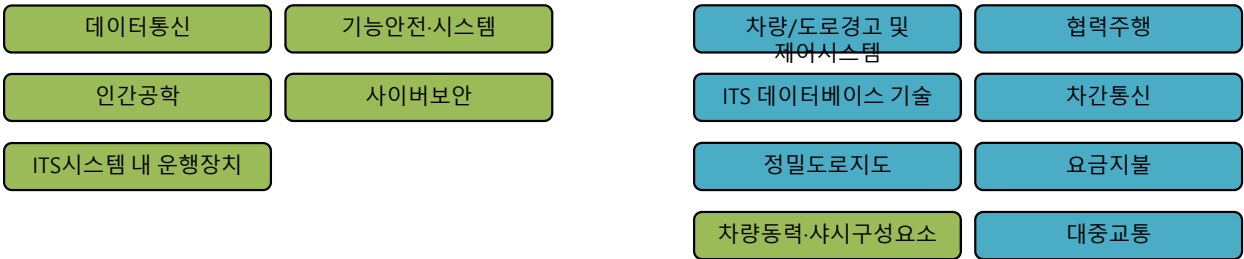 데이터통신
기능안전·시스템
인간공학
사이버보안
ITS시스템 내 운행장치
차량/도로경고 및
제어시스템
협력주행
ITS 데이터베이스 기술
차간통신
정밀도로지도
요금지불
차량동력·샤시구성요소
대중교통